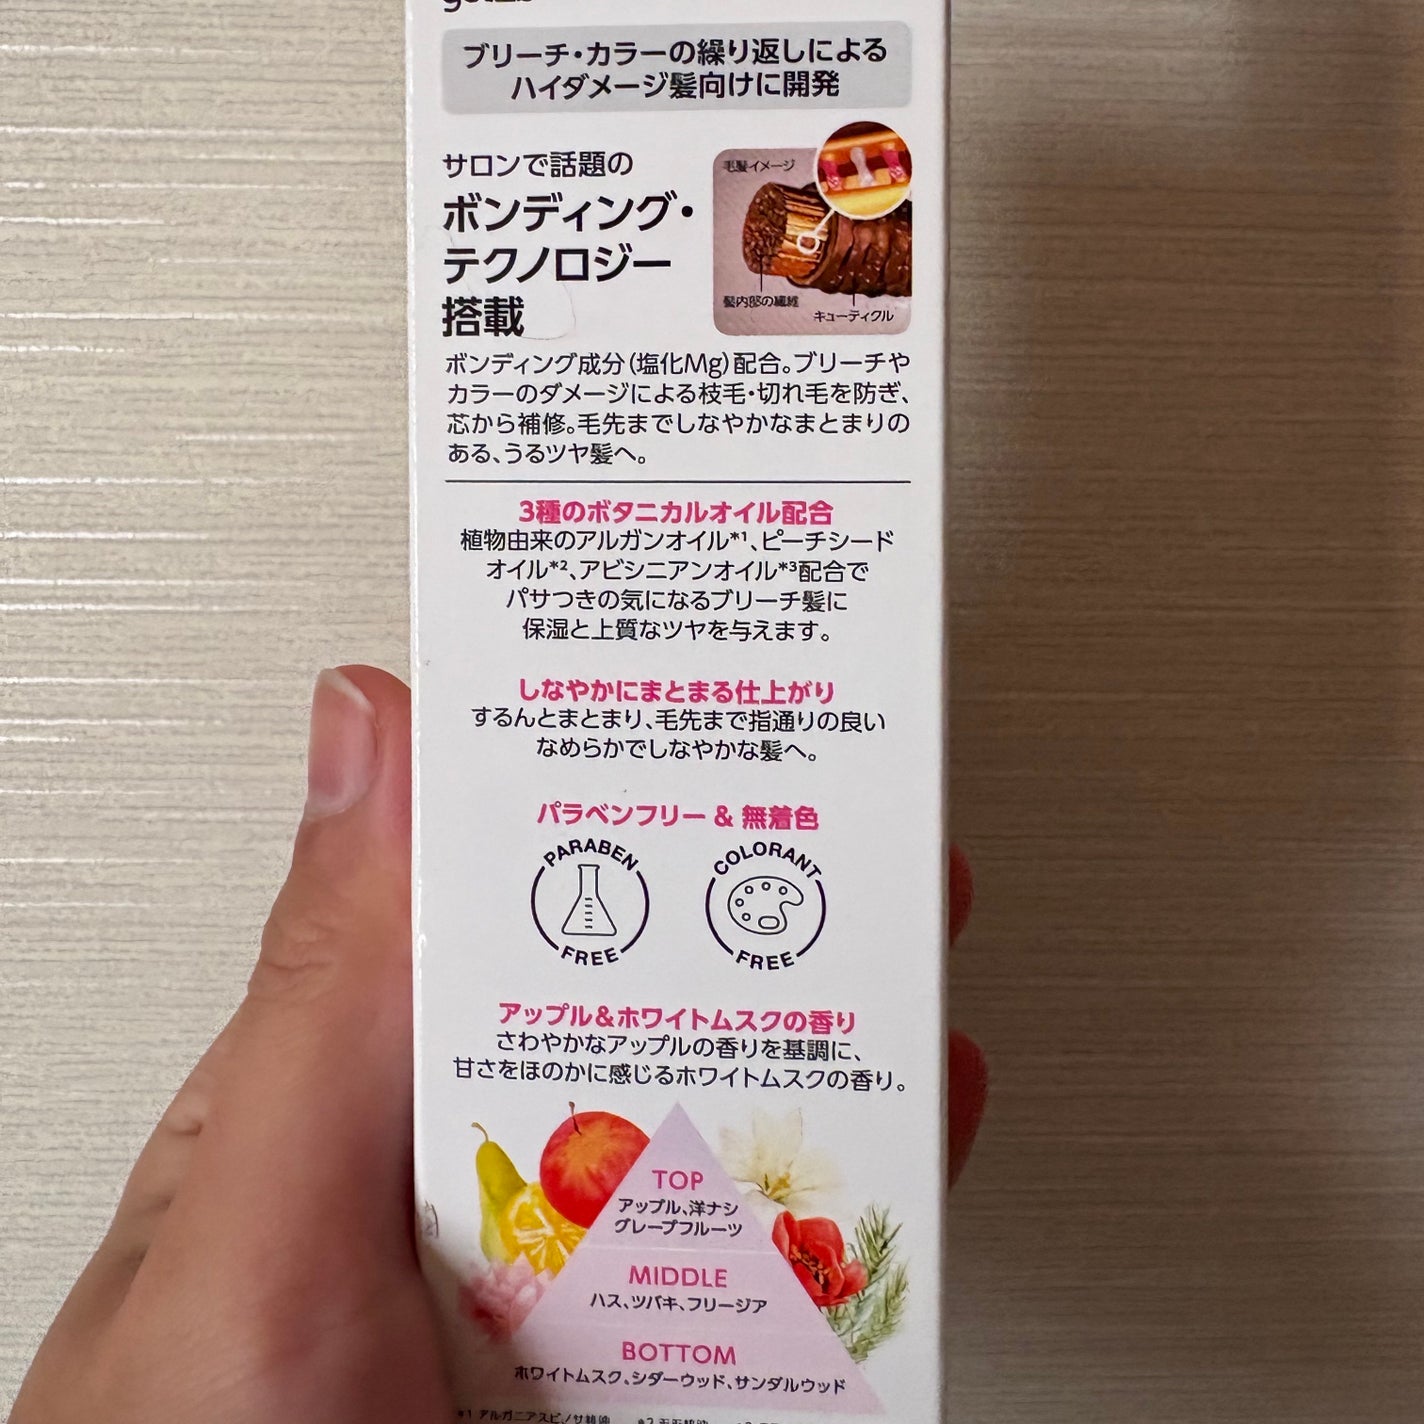 ブリーチ・カラーの繰り返しによる
ハイダメージ髪向けに開発
サロンで話題の
ボンディング・
テクノロジー
搭載
毛髪イメージ
髪内部の繊維
キューティクル
ボンディング成分(塩化Mg)配合。ブリーチや
カラーのダメージによる枝毛・切れ毛を防ぎ、
芯から補修。毛先までしなやかなまとまりの
ある、うるツヤ髪へ。
3種のボタニカルオイル配合
植物由来のアルガンオイル*1、ピーチシード
オイル*2、アビシニアンオイル*3配合で
パサつきの気になるブリーチ髪に
保湿と上質なツヤを与えます。
しなやかにまとまる仕上がり
するんとまとまり、毛先まで指通りの良い
なめらかでしなやかな髪へ。
パラベンフリー & 無着色
PARABEN
FREE
COLORANT
FREE
アップル&ホワイトムスクの香り
さわやかなアップルの香りを基調に、
甘さをほのかに感じるホワイトムスクの香り。
TOP
アップル、洋ナシ
グレープフルーツ
MIDDLE
ハス、ツバキ、フリージア
BOTTOM
ホワイトムスク、シダーウッド、サンダルウッド